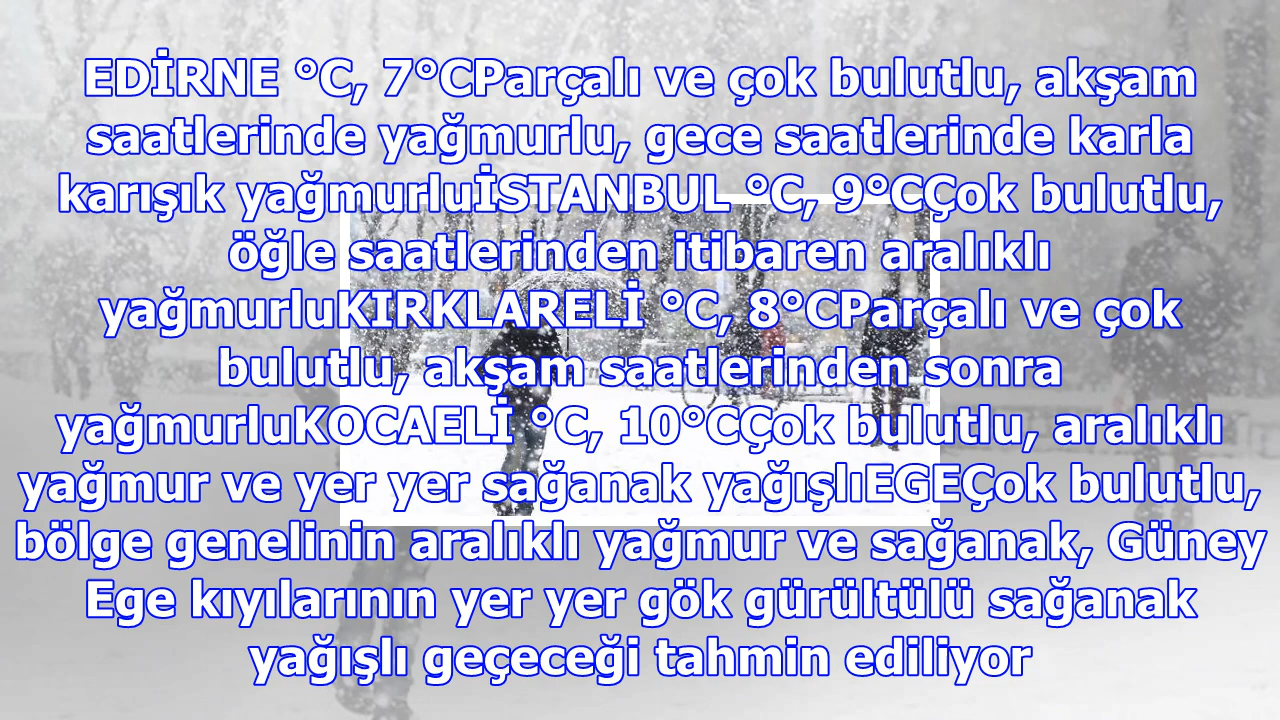 EDİRNE °C, 7°CParçalı ve çok bulutlu, akşam
saatlerinde yağmurlu, gece saatlerinde karla
karışık yağmurluİSTANBUL °C, 9°CÇok bulutlu,
öğle saatlerinden itibaren aralıklı
yağmurluKIRKLARELİ °C, 8°CParçalı ve çok
bulutlu, akşam saatlerinden sonra
yağmurluKOCAELİ °C, 10°CÇok bulutlu, aralıklı
yağmur ve yer yer sağanak yağışlıEGEÇok bulutlu,
bölge genelinin aralıklı yağmur ve sağanak, Güney
Ege kıyılarının yer yer gök gürültülü sağanak
yağışlı geçeceği tahmin ediliyor